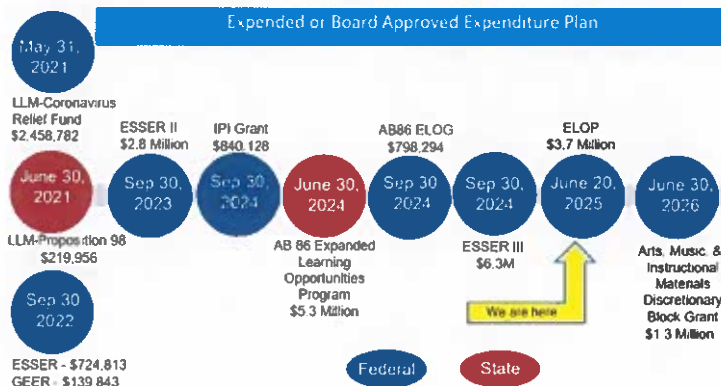 Expended or Board Approved Expenditure Plan
May 31,
2021
LLM-Coronavirus
Relief Fund
$2,458,782
June 30,
2021
LLM-Proposition 98
$219,956
Sep 30
2022
ESSER - $724,813
GEER - $139,843
ESSER II
$2.8 Million
Sep 30,
2023
IPI Grant
$840,128
Sep 30,
2024
June 30,
2024
AB 86 Expanded
Learning
Opportunities
Program
$5.3 Million
AB86 ELOG
$798,294
Sep 30
2024
Sep 30,
2024
ESSER III
$6.3M
ELOP
$3.7 Million
June 20,
2025
We are here
June 30,
2026
Arts, Music, &
Instructional
Materials
Discretionary
Block Grant
$1 3 Million
Federal
State